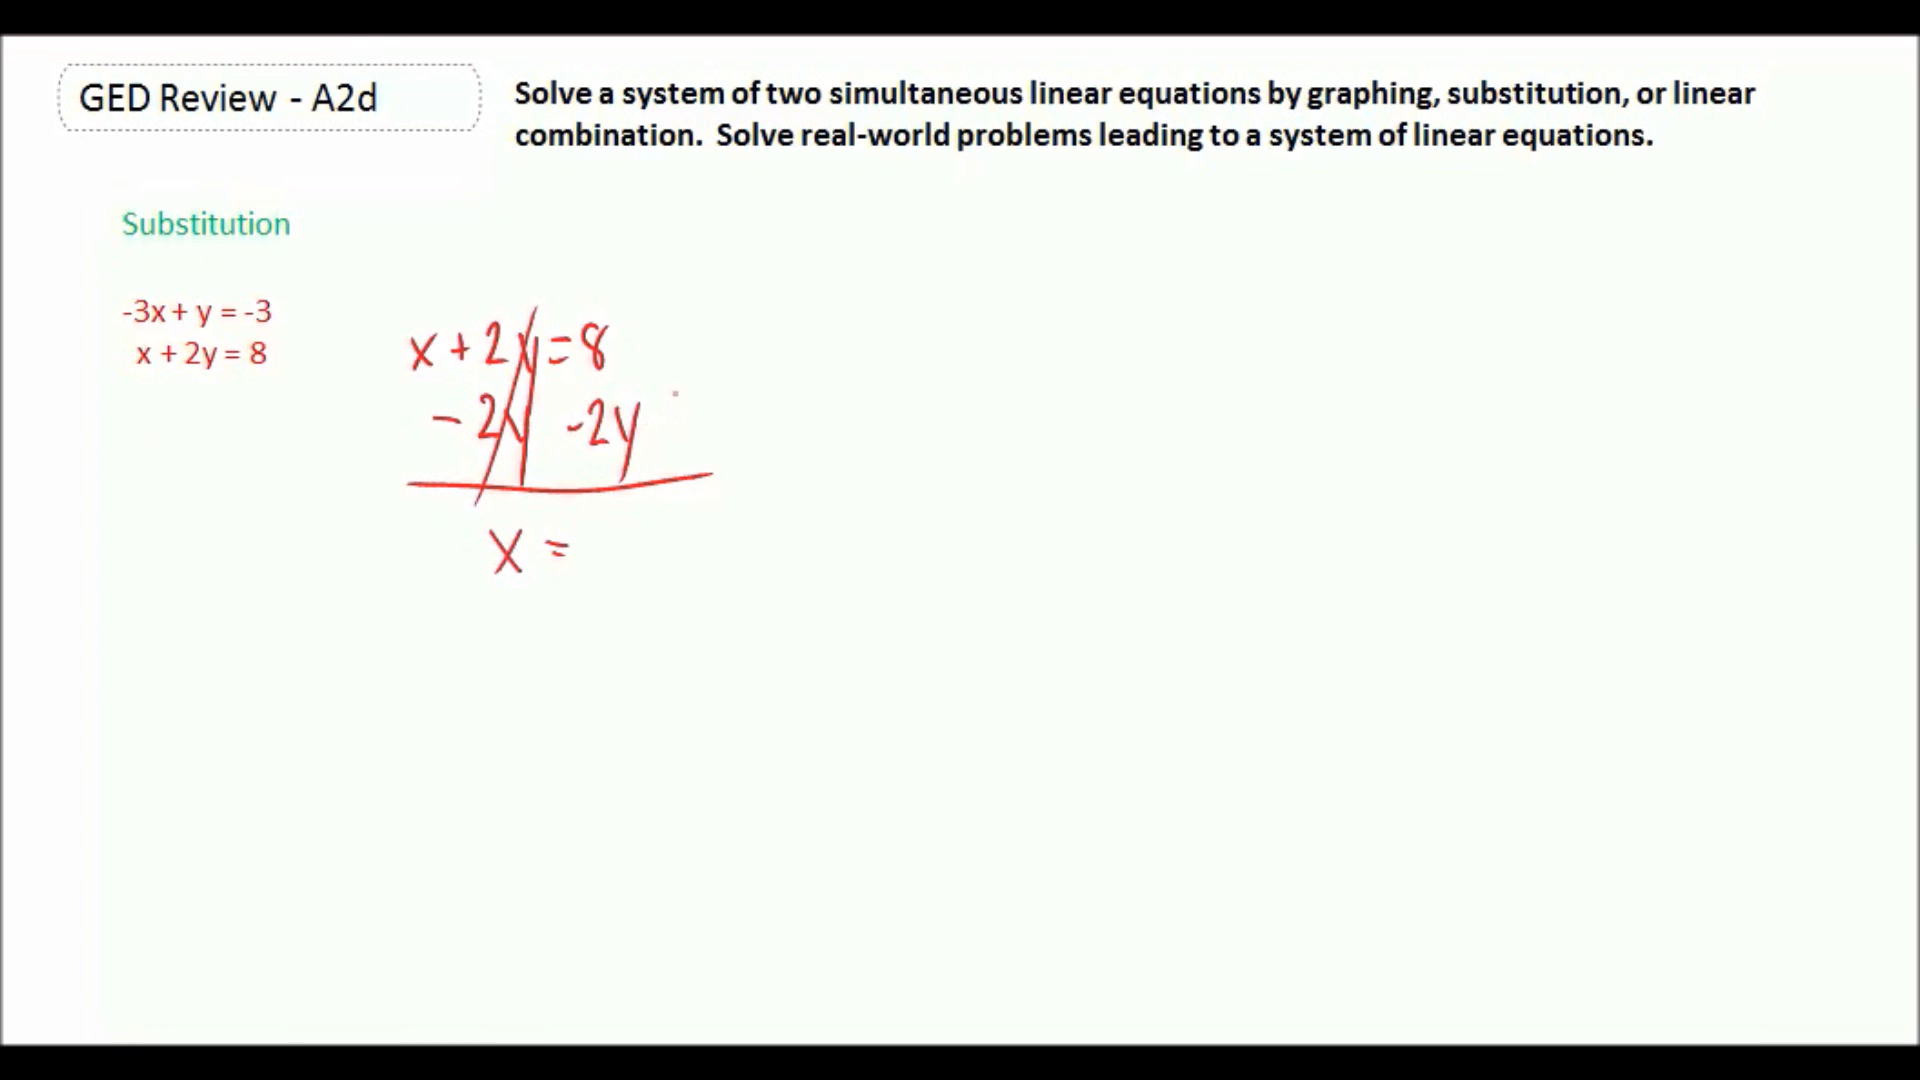 GED Review - A2d
Solve a system of two simultaneous linear equations by graphing, substitution, or linear
combination. Solve real-world problems leading to a system of linear equations.
Substitution
-3x + y = -3
x + 2y = 8
x + 2y = 8
- 2y -2y
x =